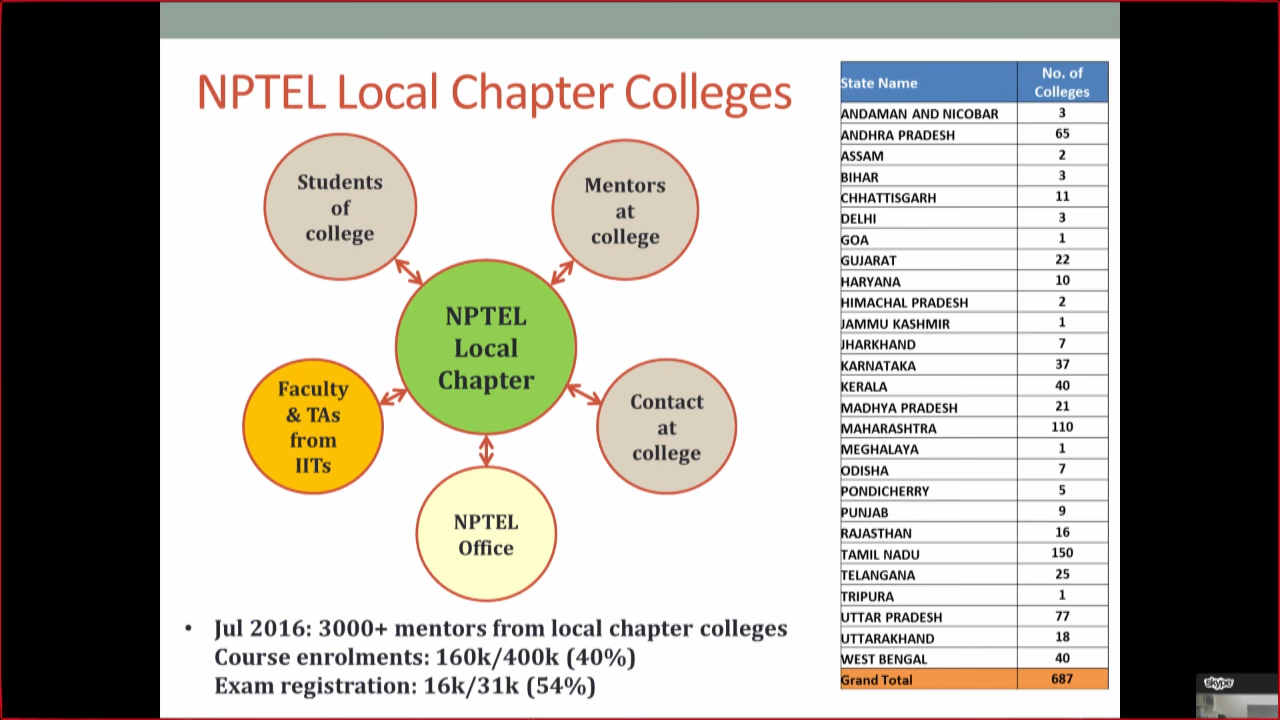 NPTEL Local Chapter Colleges
Students
of
college
Mentors
at
college
NPTEL
Local
Chapter
Faculty
& TAs
from
IITs
Contact
at
college
NPTEL
Office
• Jul 2016: 3000+ mentors from local chapter colleges
Course enrolments: 160k/400k (40%)
Exam registration: 16k/31k (54%)
State Name No. of Colleges
ANDAMAN AND NICOBAR 3
ANDHRA PRADESH 65
ASSAM 2
BIHAR 3
CHHATTISGARH 11
DELHI 3
GOA 1
GUJARAT 22
HARYANA 10
HIMACHAL PRADESH 2
JAMMU KASHMIR 1
JHARKHAND 7
KARNATAKA 37
KERALA 40
MADHYA PRADESH 21
MAHARASHTRA 110
MEGHALAYA 1
ODISHA 7
PONDICHERRY 5
PUNJAB 9
RAJASTHAN 16
TAMIL NADU 150
TELANGANA 25
TRIPURA 1
UTTAR PRADESH 77
UTTARAKHAND 18
WEST BENGAL 40
Grand Total 687
skype